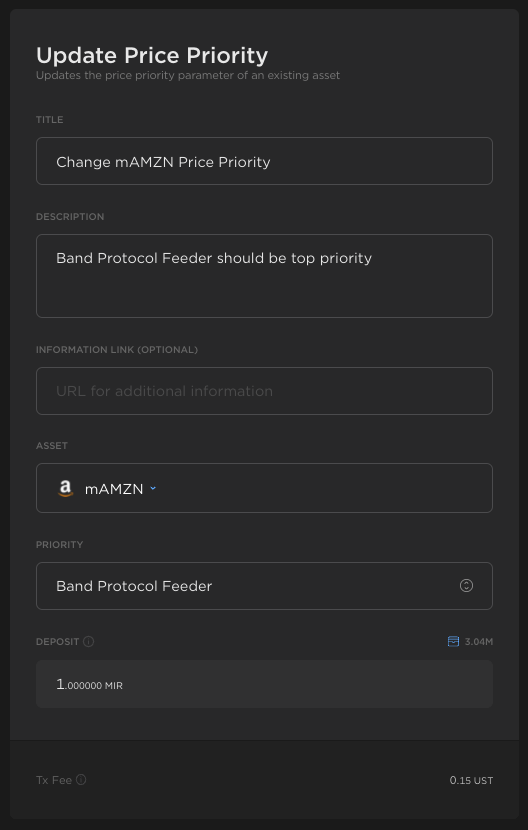 Update Price Priority
Updates the price priority parameter of an existing asset
TITLE
Change mAMZN Price Priority
DESCRIPTION
Band Protocol Feeder should be top priority
INFORMATION LINK (OPTIONAL)
URL for additional information
ASSET
a mAMZN
PRIORITY
Band Protocol Feeder
DEPOSIT 3.04M
1.000000 MIR
Tx Fee 0.15 UST